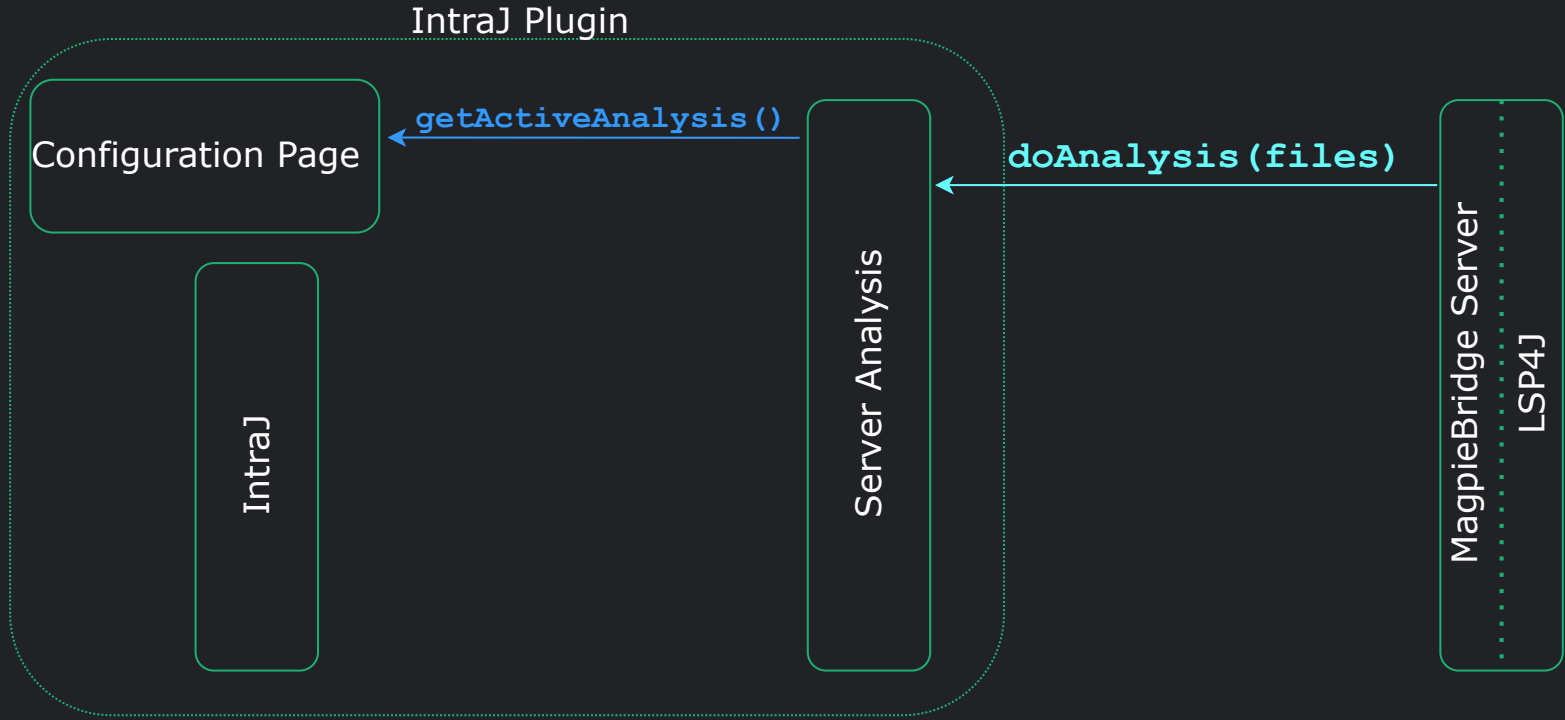 IntraJ Plugin
getActiveAnalysis()
Configuration Page
doAnalysis(files)
IntraJ
Server Analysis
MagpieBridge Server
LSP4J